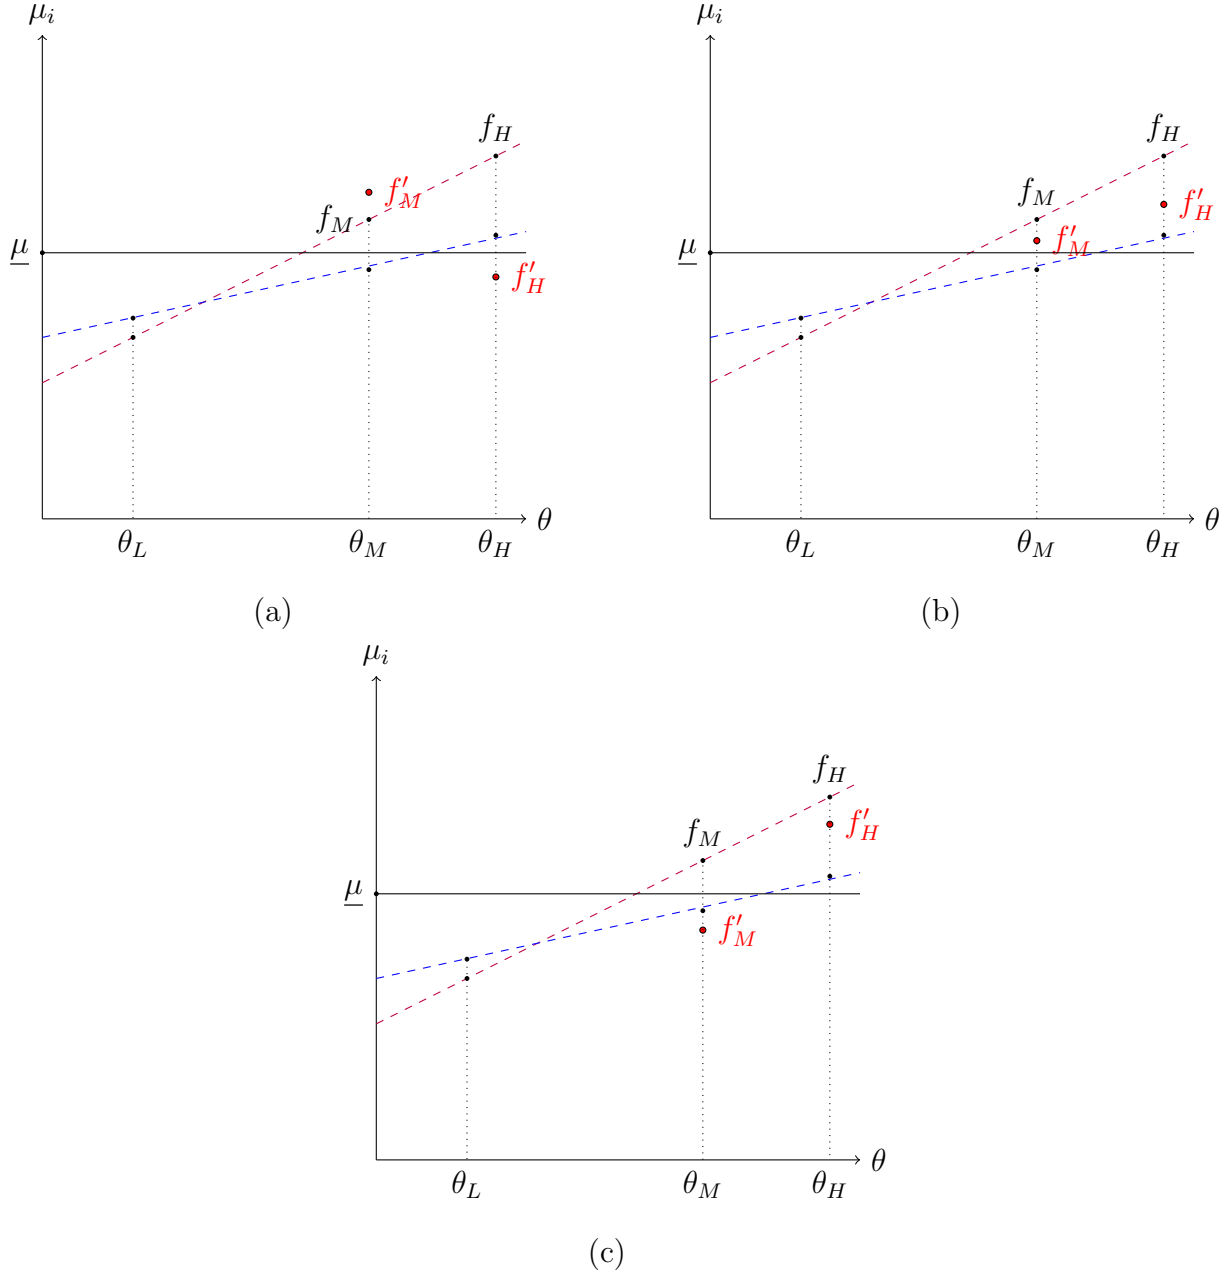 μ_i μ_i
f_H f_H
f'_M f_M
f_M f'_H
μ μ
f'_M
f'_H
θ θ
θ_L θ_M θ_H θ_L θ_M θ_H
(a) (b)
μ_i
f_H
f'_H
f_M
μ
f'_M
θ
θ_L θ_M θ_H
(c)